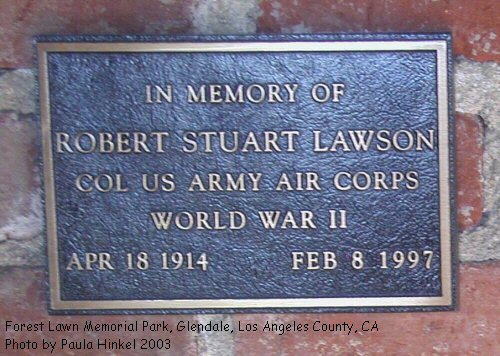 IN MEMORY OF
ROBERT STUART LAWSON
COL US ARMY AIR CORPS
WORLD WAR II
APR 18 1914 FEB 8 1997
Forest Lawn Memorial Park, Glendale, Los Angeles County, CA
Photo by Paula Hinkel 2003